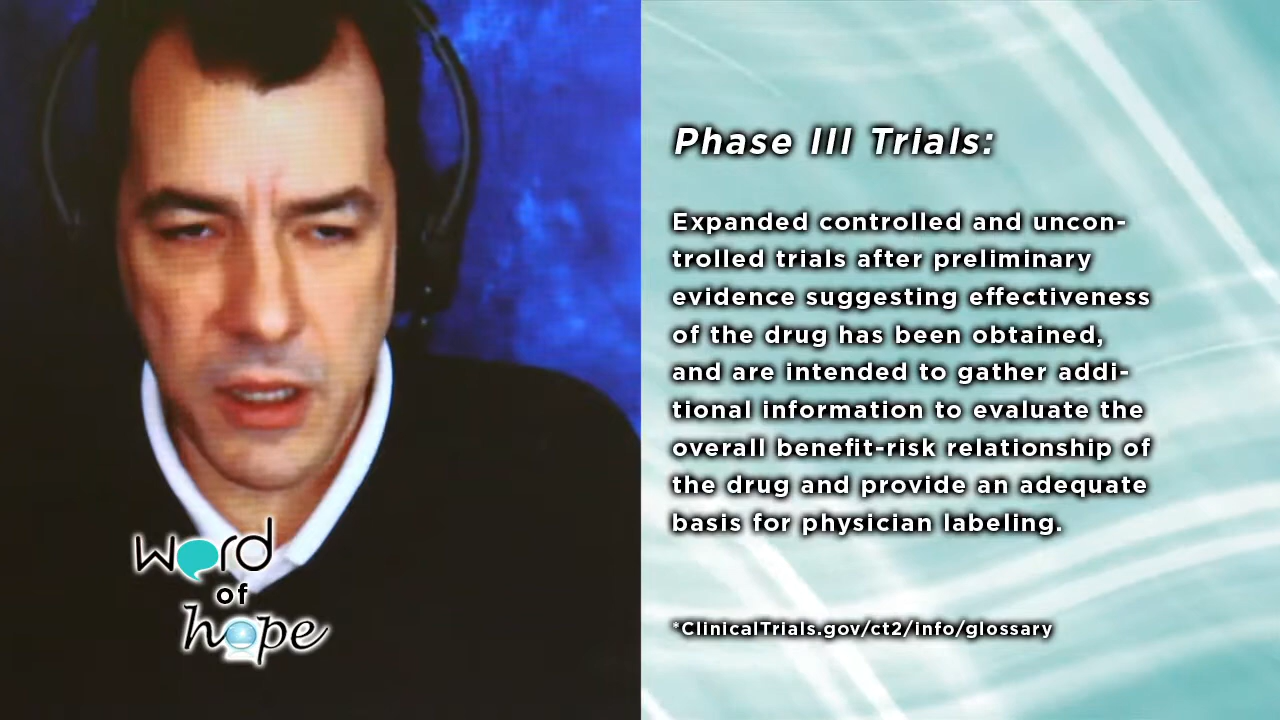 word
of
hope
Phase III Trials:
Expanded controlled and uncon-
trolled trials after preliminary
evidence suggesting effectiveness
of the drug has been obtained,
and are intended to gather addi-
tional information to evaluate the
overall benefit-risk relationship of
the drug and provide an adequate
basis for physician labeling.
*ClinicalTrials.gov/ct2/info/glossary